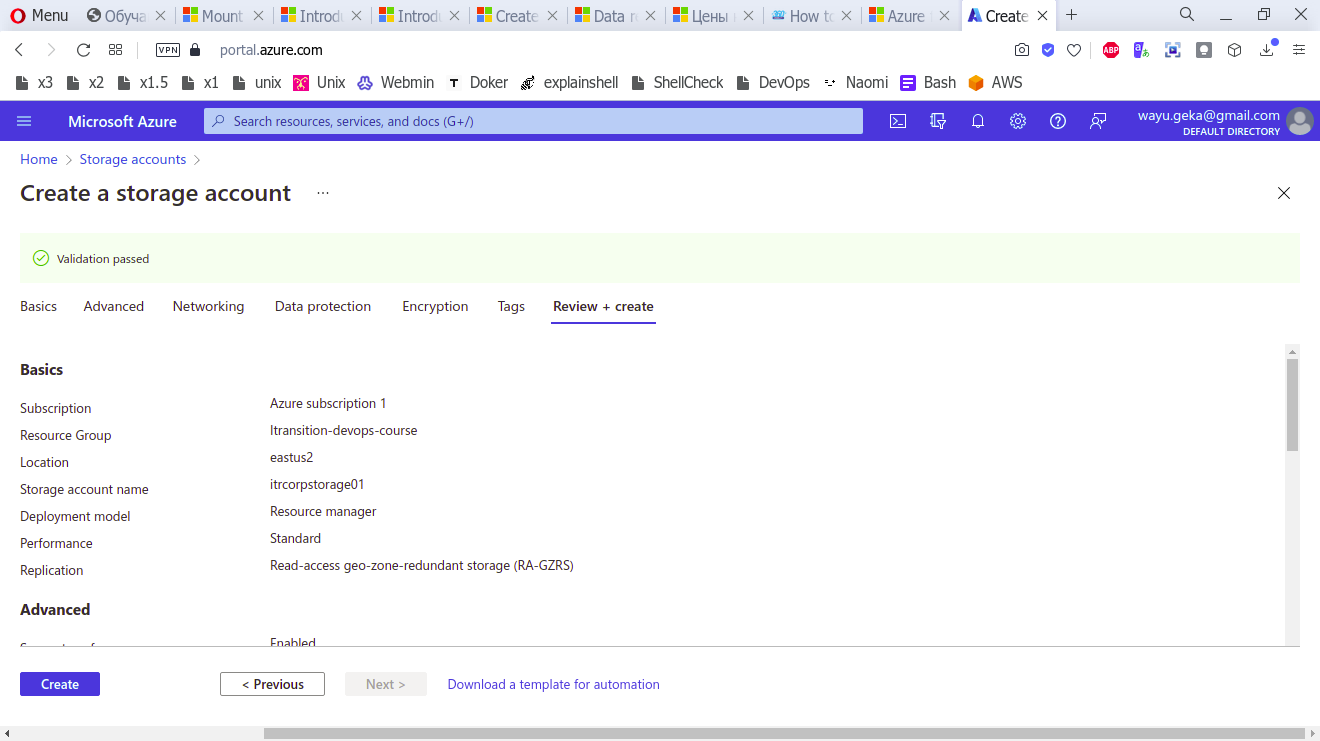 Menu Обуча Mount Introdu Introdu Create Data re Цены How to Azure Create
VPN portal.azure.com ABP
x3 x2 x1.5 x1 unix Unix Webmin T Doker explainshell ShellCheck DevOps Naomi Bash AWS
Microsoft Azure Search resources, services, and docs (G+/) wayu.geka@gmail.com
DEFAULT DIRECTORY
Home > Storage accounts >
Create a storage account ...
Validation passed
Basics Advanced Networking Data protection Encryption Tags Review + create
Basics
Subscription Azure subscription 1
Resource Group Itransition-devops-course
Location eastus2
Storage account name itrcorpstorage01
Deployment model Resource manager
Performance Standard
Replication Read-access geo-zone-redundant storage (RA-GZRS)
Advanced
Enabled
Create < Previous Next > Download a template for automation